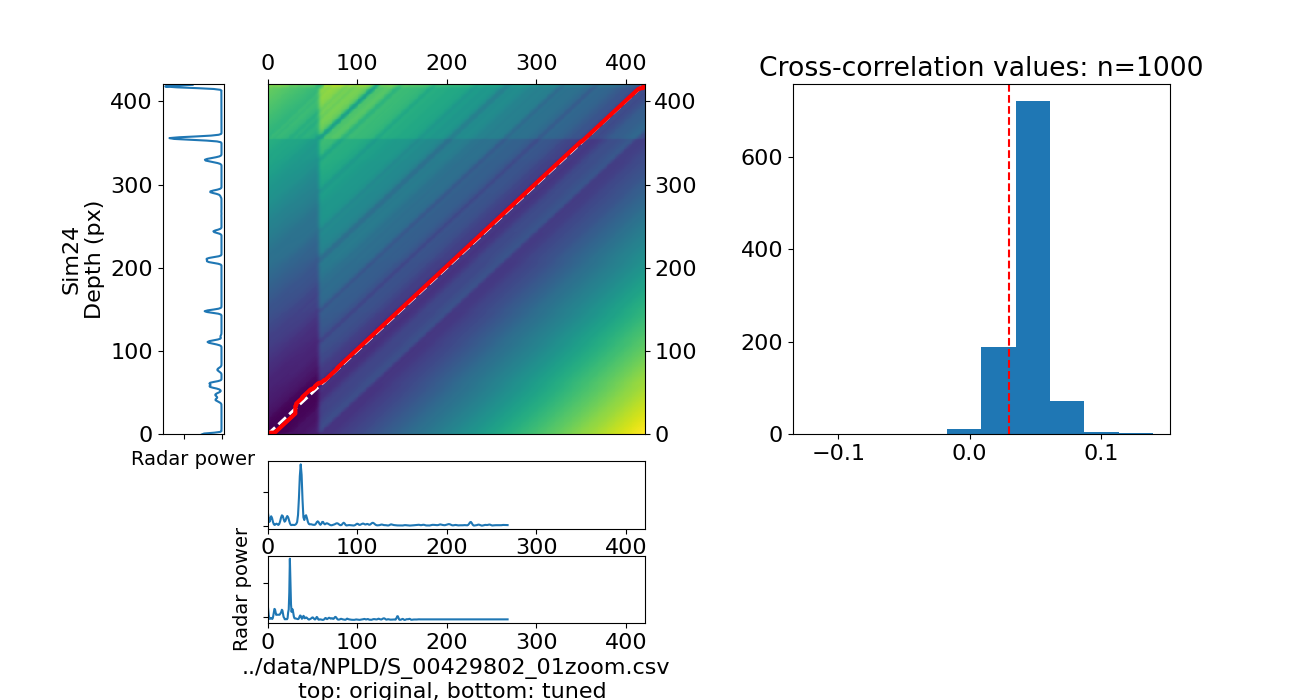 Cross-correlation values: n=1000
0 100 200 300 400
400
300
200
100
0
Sim24
Depth (px)
Radar power
400
300
200
100
0
600
400
200
0
−0.1 0.0 0.1
0 100 200 300 400
Radar power
0 100 200 300 400
../data/NPLD/S_00429802_01zoom.csv
top: original, bottom: tuned